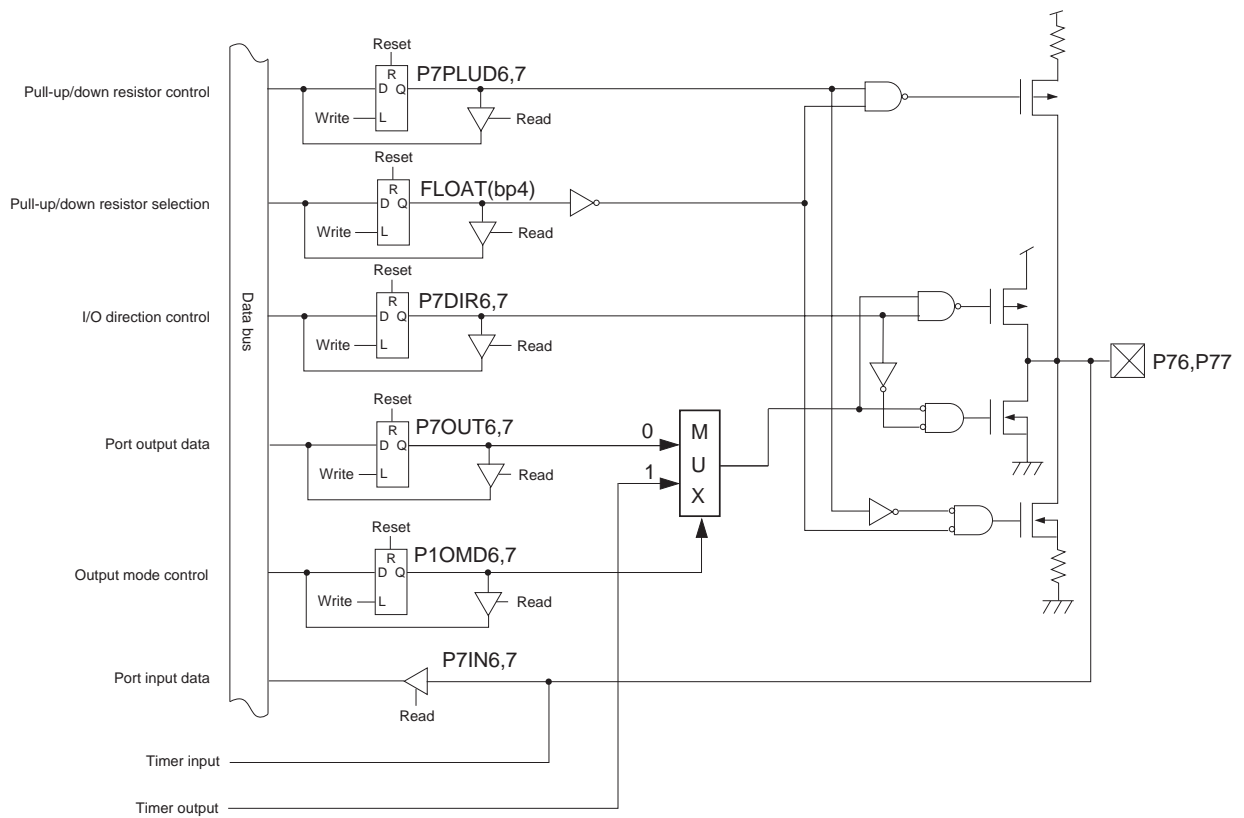 Reset
Pull-up/down resistor control
R
P7PLUD6,7
D Q
Write
L
Read
Reset
Pull-up/down resistor selection
R
FLOAT(bp4)
D Q
Write
L
Read
Reset
I/O direction control
R
P7DIR6,7
D Q
Write
L
Read
Data bus
P76,P77
Reset
Port output data
R
P7OUT6,7
D Q
Write
L
Read
0
1
M
U
X
Reset
Output mode control
R
P1OMD6,7
D Q
Write
L
Read
Port input data
P7IN6,7
Read
Timer input
Timer output